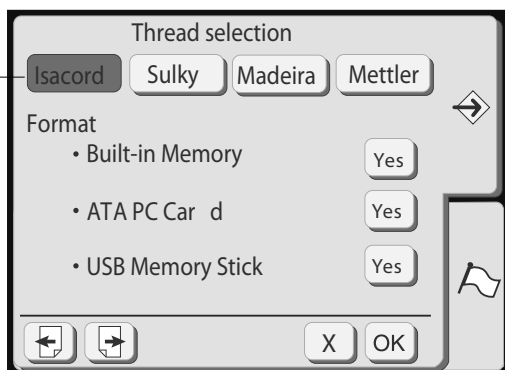 Thread selection
Isacord Sulky Madeira Mettler
Format
• Built-in Memory Yes
• ATA PC Car d Yes
• USB Memory Stick Yes
X OK